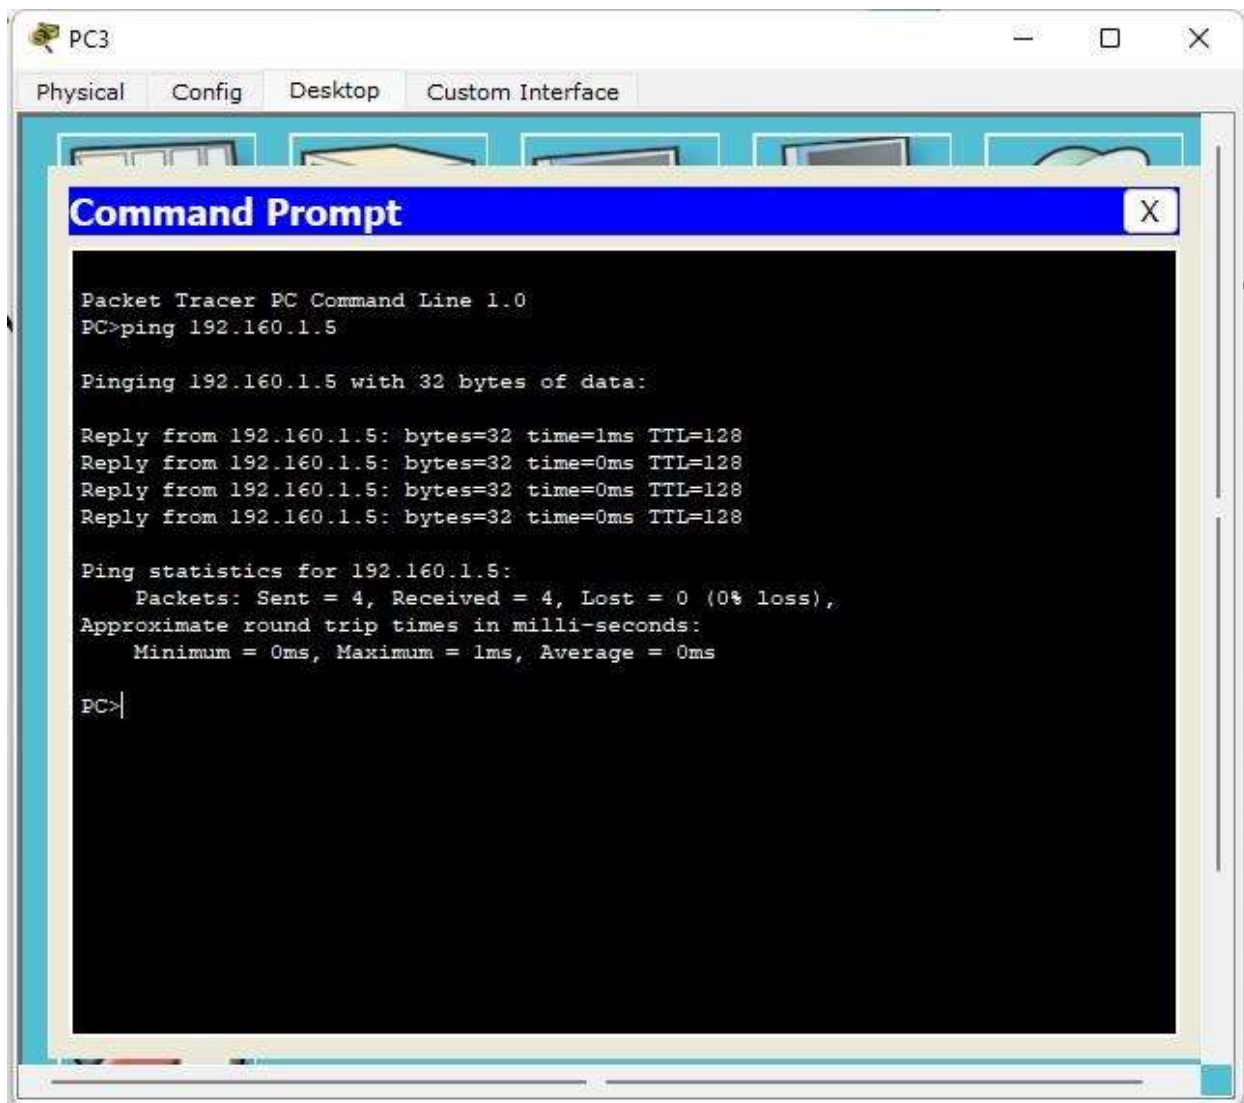 PC3
Physical Config Desktop Custom Interface
Command Prompt X
Packet Tracer PC Command Line 1.0
PC>ping 192.160.1.5
Pinging 192.160.1.5 with 32 bytes of data:
Reply from 192.160.1.5: bytes=32 time=1ms TTL=128
Reply from 192.160.1.5: bytes=32 time=0ms TTL=128
Reply from 192.160.1.5: bytes=32 time=0ms TTL=128
Reply from 192.160.1.5: bytes=32 time=0ms TTL=128
Ping statistics for 192.160.1.5:
    Packets: Sent = 4, Received = 4, Lost = 0 (0% loss),
Approximate round trip times in milli-seconds:
    Minimum = 0ms, Maximum = 1ms, Average = 0ms
PC>